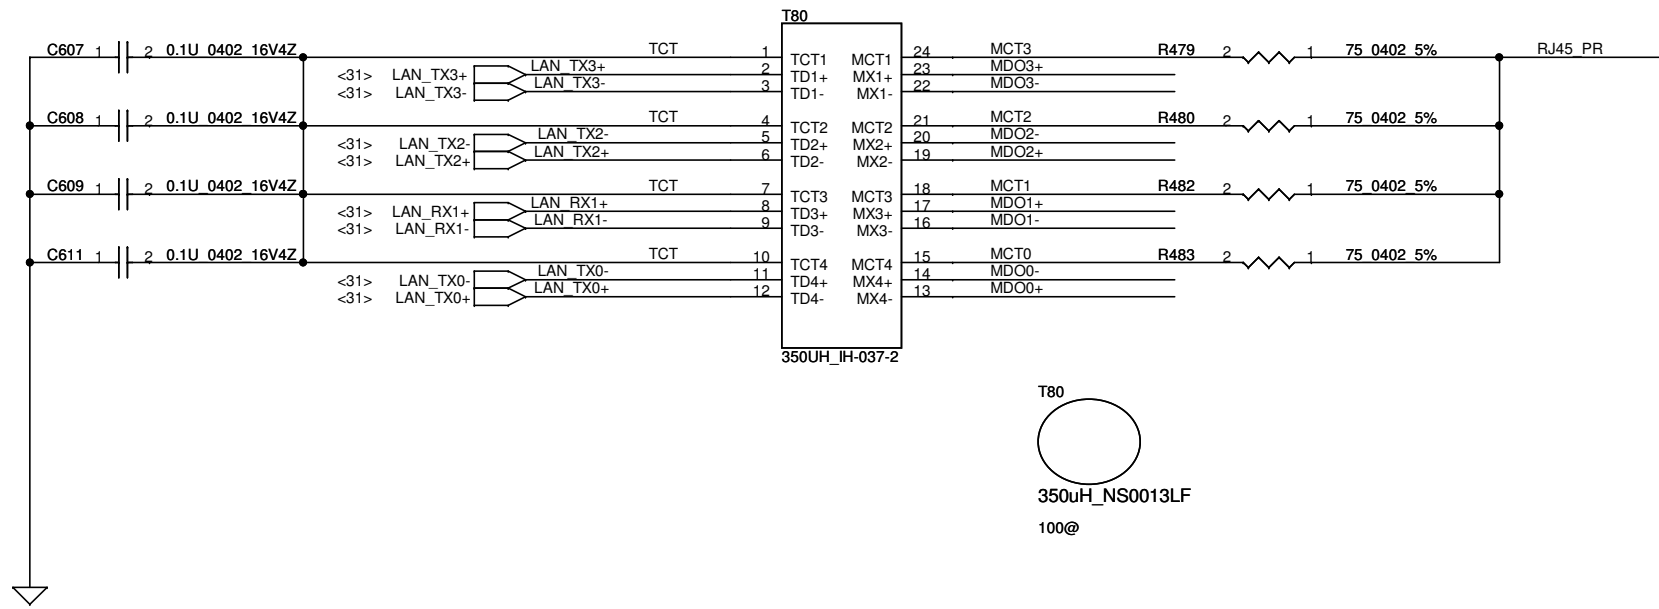 T80
C607 1 2 0.1U_0402_16V4Z TCT 1 TCT1 MCT1 24 MCT3 R479 2 1 75_0402_5% RJ45_PR
<31> LAN_TX3+ LAN_TX3+ 2 TD1+ MX1+ 23 MDO3+
<31> LAN_TX3- LAN_TX3- 3 TD1- MX1- 22 MDO3-
C608 1 2 0.1U_0402_16V4Z TCT 4 TCT2 MCT2 21 MCT2 R480 2 1 75_0402_5%
<31> LAN_TX2- LAN_TX2- 5 TD2+ MX2+ 20 MDO2-
<31> LAN_TX2+ LAN_TX2+ 6 TD2- MX2- 19 MDO2+
C609 1 2 0.1U_0402_16V4Z TCT 7 TCT3 MCT3 18 MCT1 R482 2 1 75_0402_5%
<31> LAN_RX1+ LAN_RX1+ 8 TD3+ MX3+ 17 MDO1+
<31> LAN_RX1- LAN_RX1- 9 TD3- MX3- 16 MDO1-
C611 1 2 0.1U_0402_16V4Z TCT 10 TCT4 MCT4 15 MCT0 R483 2 1 75_0402_5%
<31> LAN_TX0- LAN_TX0- 11 TD4+ MX4+ 14 MDO0-
<31> LAN_TX0+ LAN_TX0+ 12 TD4- MX4- 13 MDO0+
350UH_IH-037-2
T80
350uH_NS0013LF
100@